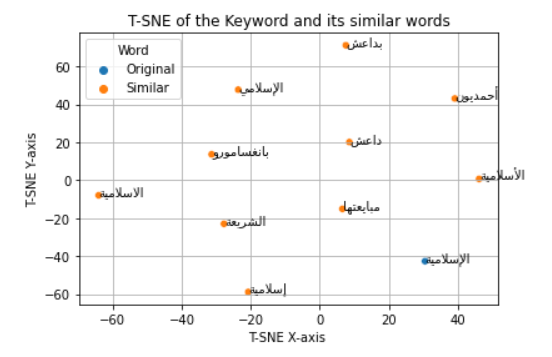 T-SNE of the Keyword and its similar words
Word
Original
Similar
بداعش
الإسلامي
أحمديون
داعش
بانغسامورو
الأسلامية
الاسلامية
مبايعتها
الشريعة
الإسلامية
إسلامية
60
40
20
0
−20
−40
−60
T-SNE Y-axis
−60
−40
−20
0
20
40
T-SNE X-axis